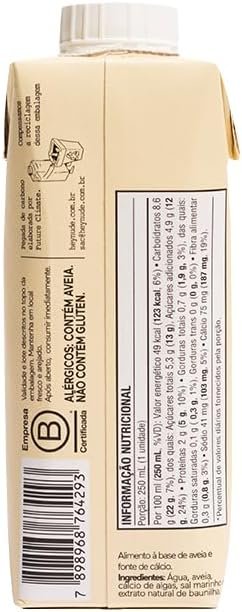 Compensamos
a reciclagem
dessa embalagem
Pegada de carbono
elaborada por
Future Climate.
heynude.com.br
sac@heynude.com.br
Validade e lote descritos no topo da
embalagem. Mantenha em local
fresco e arejado.
Após aberto, consumir imediatamente.
ALÉRGICOS: CONTÉM AVEIA.
NÃO CONTÉM GLÚTEN.
Empresa
B
Certificada
7 898968 764293
INFORMAÇÃO NUTRICIONAL
Porção: 250 mL (1 unidade)
Por 100 ml (250 mL, %VD): Valor energético 49 kcal (123 kcal, 6%) • Carboidratos 8,6
g (22 g, 7%), dos quais: Açúcares totais 5,3 g (13 g), Açúcares adicionados 4,9 g (12
g, 24%) • Proteínas 2 g (5 g, 10%) • Gorduras totais 0,7 g (1,9 g, 3%), das quais:
Gorduras saturadas 0,1 g (0,3 g, 1%) Gorduras trans 0 g (0 g, 0%) • Fibra alimentar
0,3 g (0,8 g, 3%) • Sódio 41 mg (103 mg, 5%) • Cálcio 75 mg (187 mg, 19%).
*Percentual de valores diários fornecidos pela porção.
Alimento à base de aveia e
fonte de cálcio.
Ingredientes: Água, aveia,
cálcio de algas, sal marinho
extrato natural de baunilha